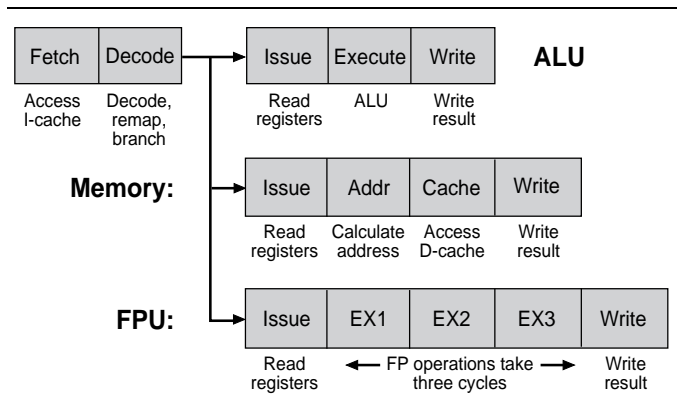 Fetch Decode Issue Execute Write ALU
Access I-cache
Decode, remap, branch
Read registers
ALU
Write result
Memory: Issue Addr Cache Write
Read registers
Calculate address
Access D-cache
Write result
FPU: Issue EX1 EX2 EX3 Write
Read registers
FP operations take three cycles
Write result